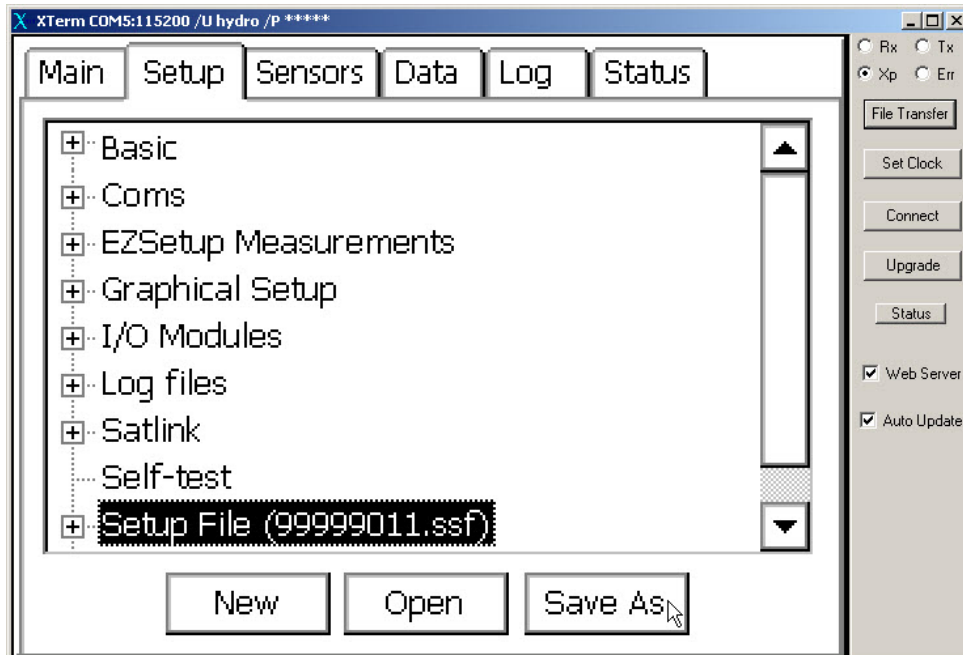 XTerm COM5:115200 /U hydro /P *****
Main Setup Sensors Data Log Status
Basic
Coms
EZSetup Measurements
Graphical Setup
I/O Modules
Log files
Satlink
Self-test
Setup File (99999011.ssf)
New Open Save As
Rx Tx
Xp Err
File Transfer
Set Clock
Connect
Upgrade
Status
Web Server
Auto Update